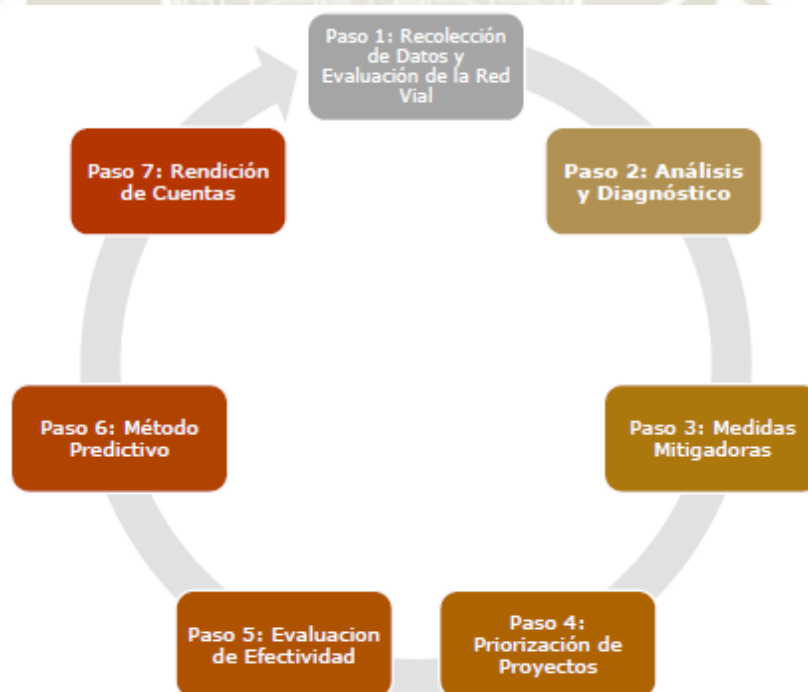 Paso 1: Recolección
de Datos y
Evaluación de la Red
Vial
Paso 2: Análisis
y Diagnóstico
Paso 3: Medidas
Mitigadoras
Paso 4:
Priorización de
Proyectos
Paso 5: Evaluacion
de Efectividad
Paso 6: Método
Predictivo
Paso 7: Rendición
de Cuentas